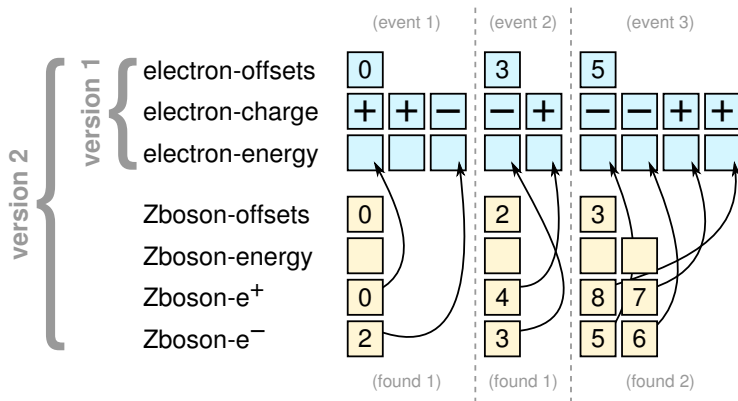 (event 1) (event 2) (event 3)
electron-offsets 0 3 5
electron-charge + + − − + − − + +
electron-energy
Zboson-offsets 0 2 3
Zboson-energy
Zboson-e⁺ 0 4 8 7
Zboson-e⁻ 2 3 5 6
(found 1) (found 1) (found 2)
version 1
version 2